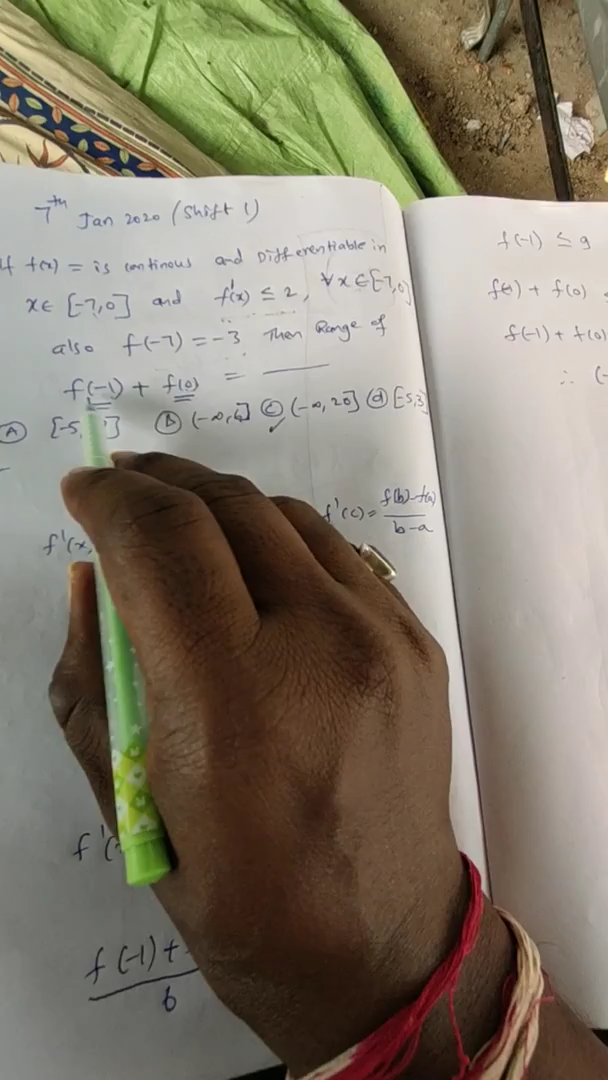 7th Jan 2020 (Shift 1)
If f(x) = is continous and Differentiable in
x∈ [-7,0] and f'(x) ≤ 2, ∀x∈[-7,0]
also f(-7) = -3 Then Range of
f(-1) + f(0) =
Ⓐ [-5, ] ⓑ (-∞,6] ⓒ (-∞, 20] ⓓ [-5,3]
f'(c) = f(b)-f(a)
b-a
f'(x,
f'(
f(-1)+
6
f(-1) ≤ 9
f(-1) + f(0)
f(-1) + f(0)
∴ (-